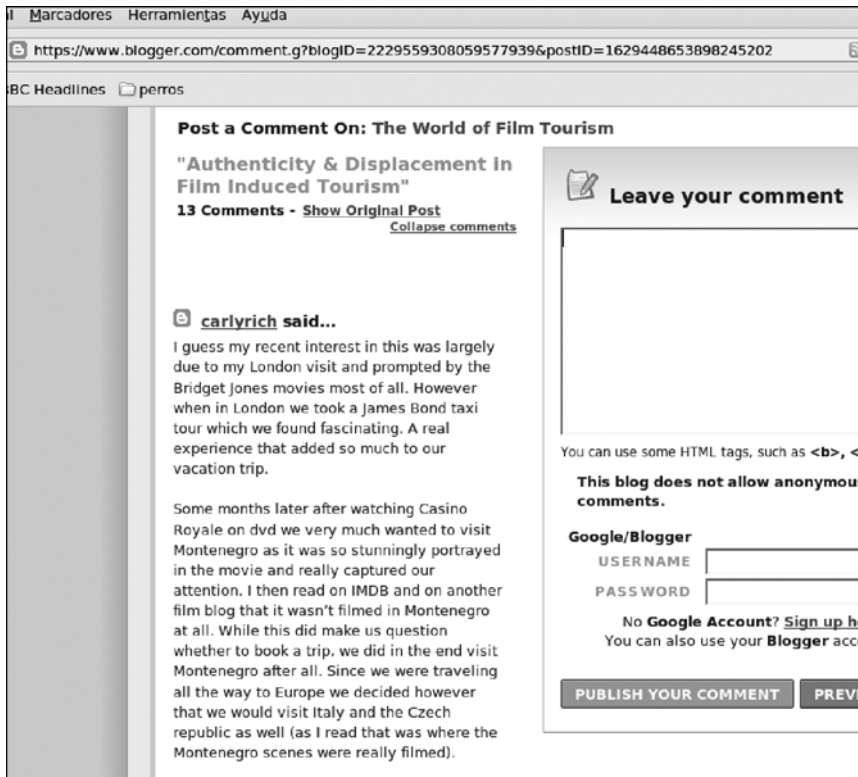 Marcadores Herramientas Ayuda
https://www.blogger.com/comment.g?blogID=2229559308059577939&postID=1629448653898245202
BC Headlines perros
Post a Comment On: The World of Film Tourism
"Authenticity & Displacement in
Film Induced Tourism"
13 Comments - Show Original Post
Collapse comments
carlyrich said...
I guess my recent interest in this was largely
due to my London visit and prompted by the
Bridget Jones movies most of all. However
when in London we took a James Bond taxi
tour which we found fascinating. A real
experience that added so much to our
vacation trip.
Some months later after watching Casino
Royale on dvd we very much wanted to visit
Montenegro as it was so stunningly portrayed
in the movie and really captured our
attention. I then read on IMDB and on another
film blog that it wasn't filmed in Montenegro
at all. While this did make us question
whether to book a trip, we did in the end visit
Montenegro after all. Since we were traveling
all the way to Europe we decided however
that we would visit Italy and the Czech
republic as well (as I read that was where the
Montenegro scenes were really filmed).
Leave your comment
You can use some HTML tags, such as <b>, <
This blog does not allow anonymous
comments.
Google/Blogger
USERNAME
PASSWORD
No Google Account? Sign up he
You can also use your Blogger acc
PUBLISH YOUR COMMENT PREV